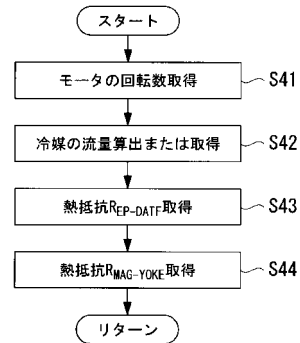 スタート
モータの回転数取得
S41
冷媒の流量算出または取得
S42
熱抵抗REP-DATF取得
S43
熱抵抗RMAG-YOKE取得
S44
リターン